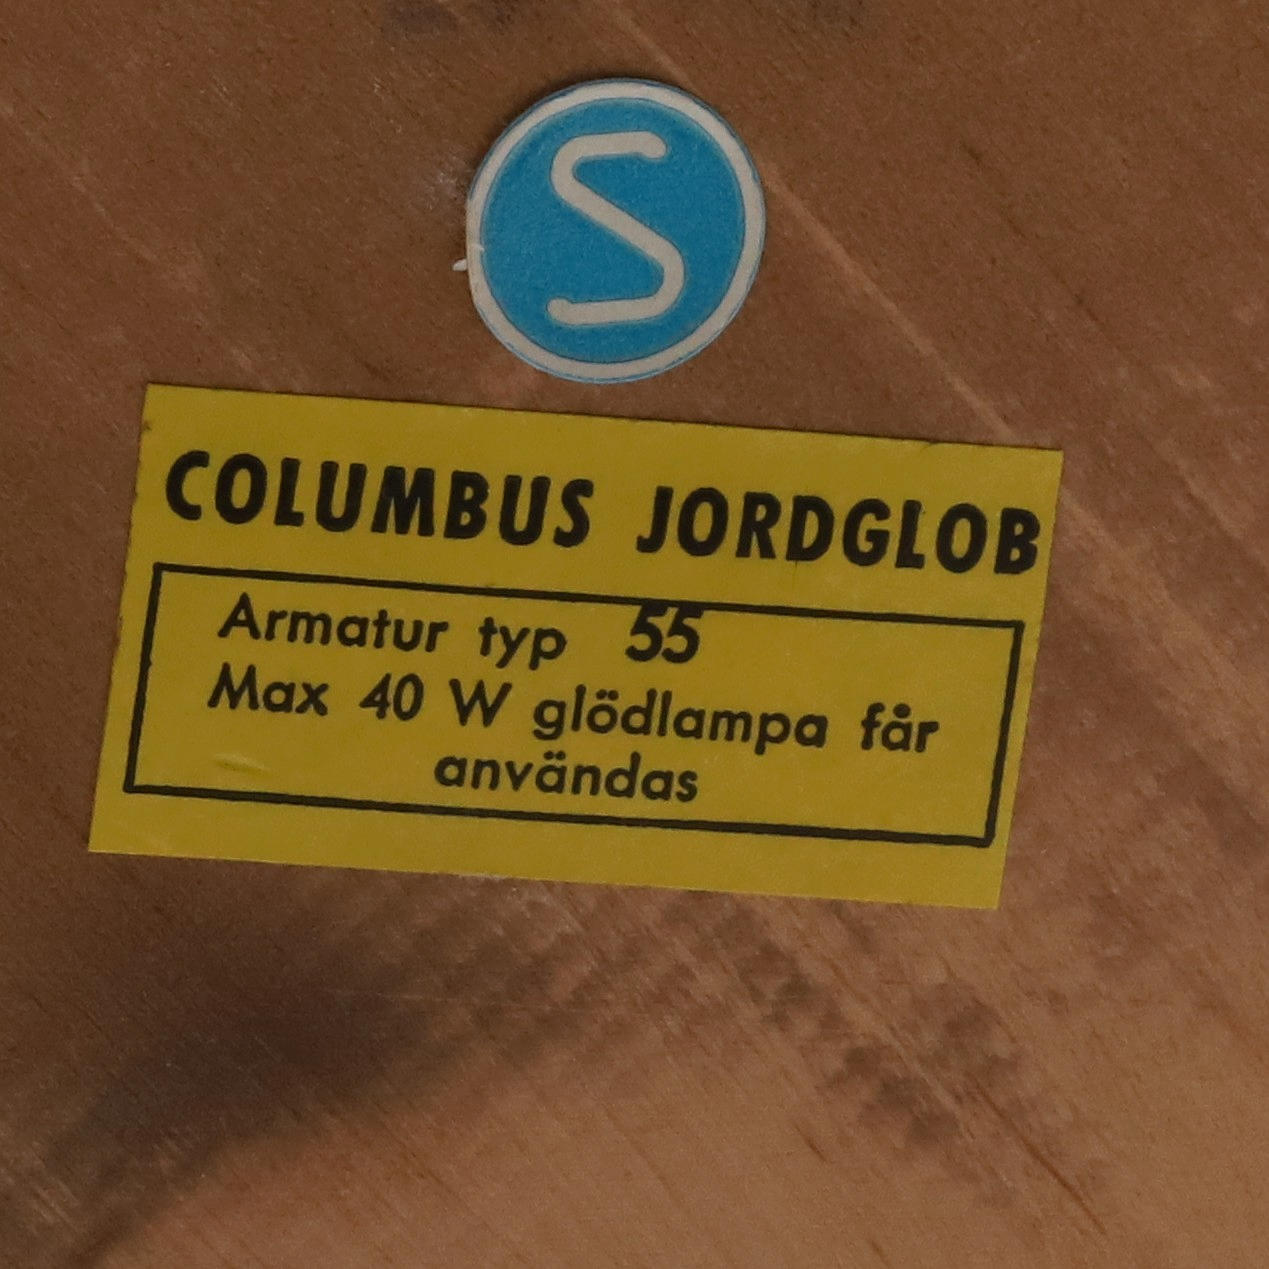 S
COLUMBUS JORDGLOB
Armatur typ 55
Max 40 W glödlampa får
användas